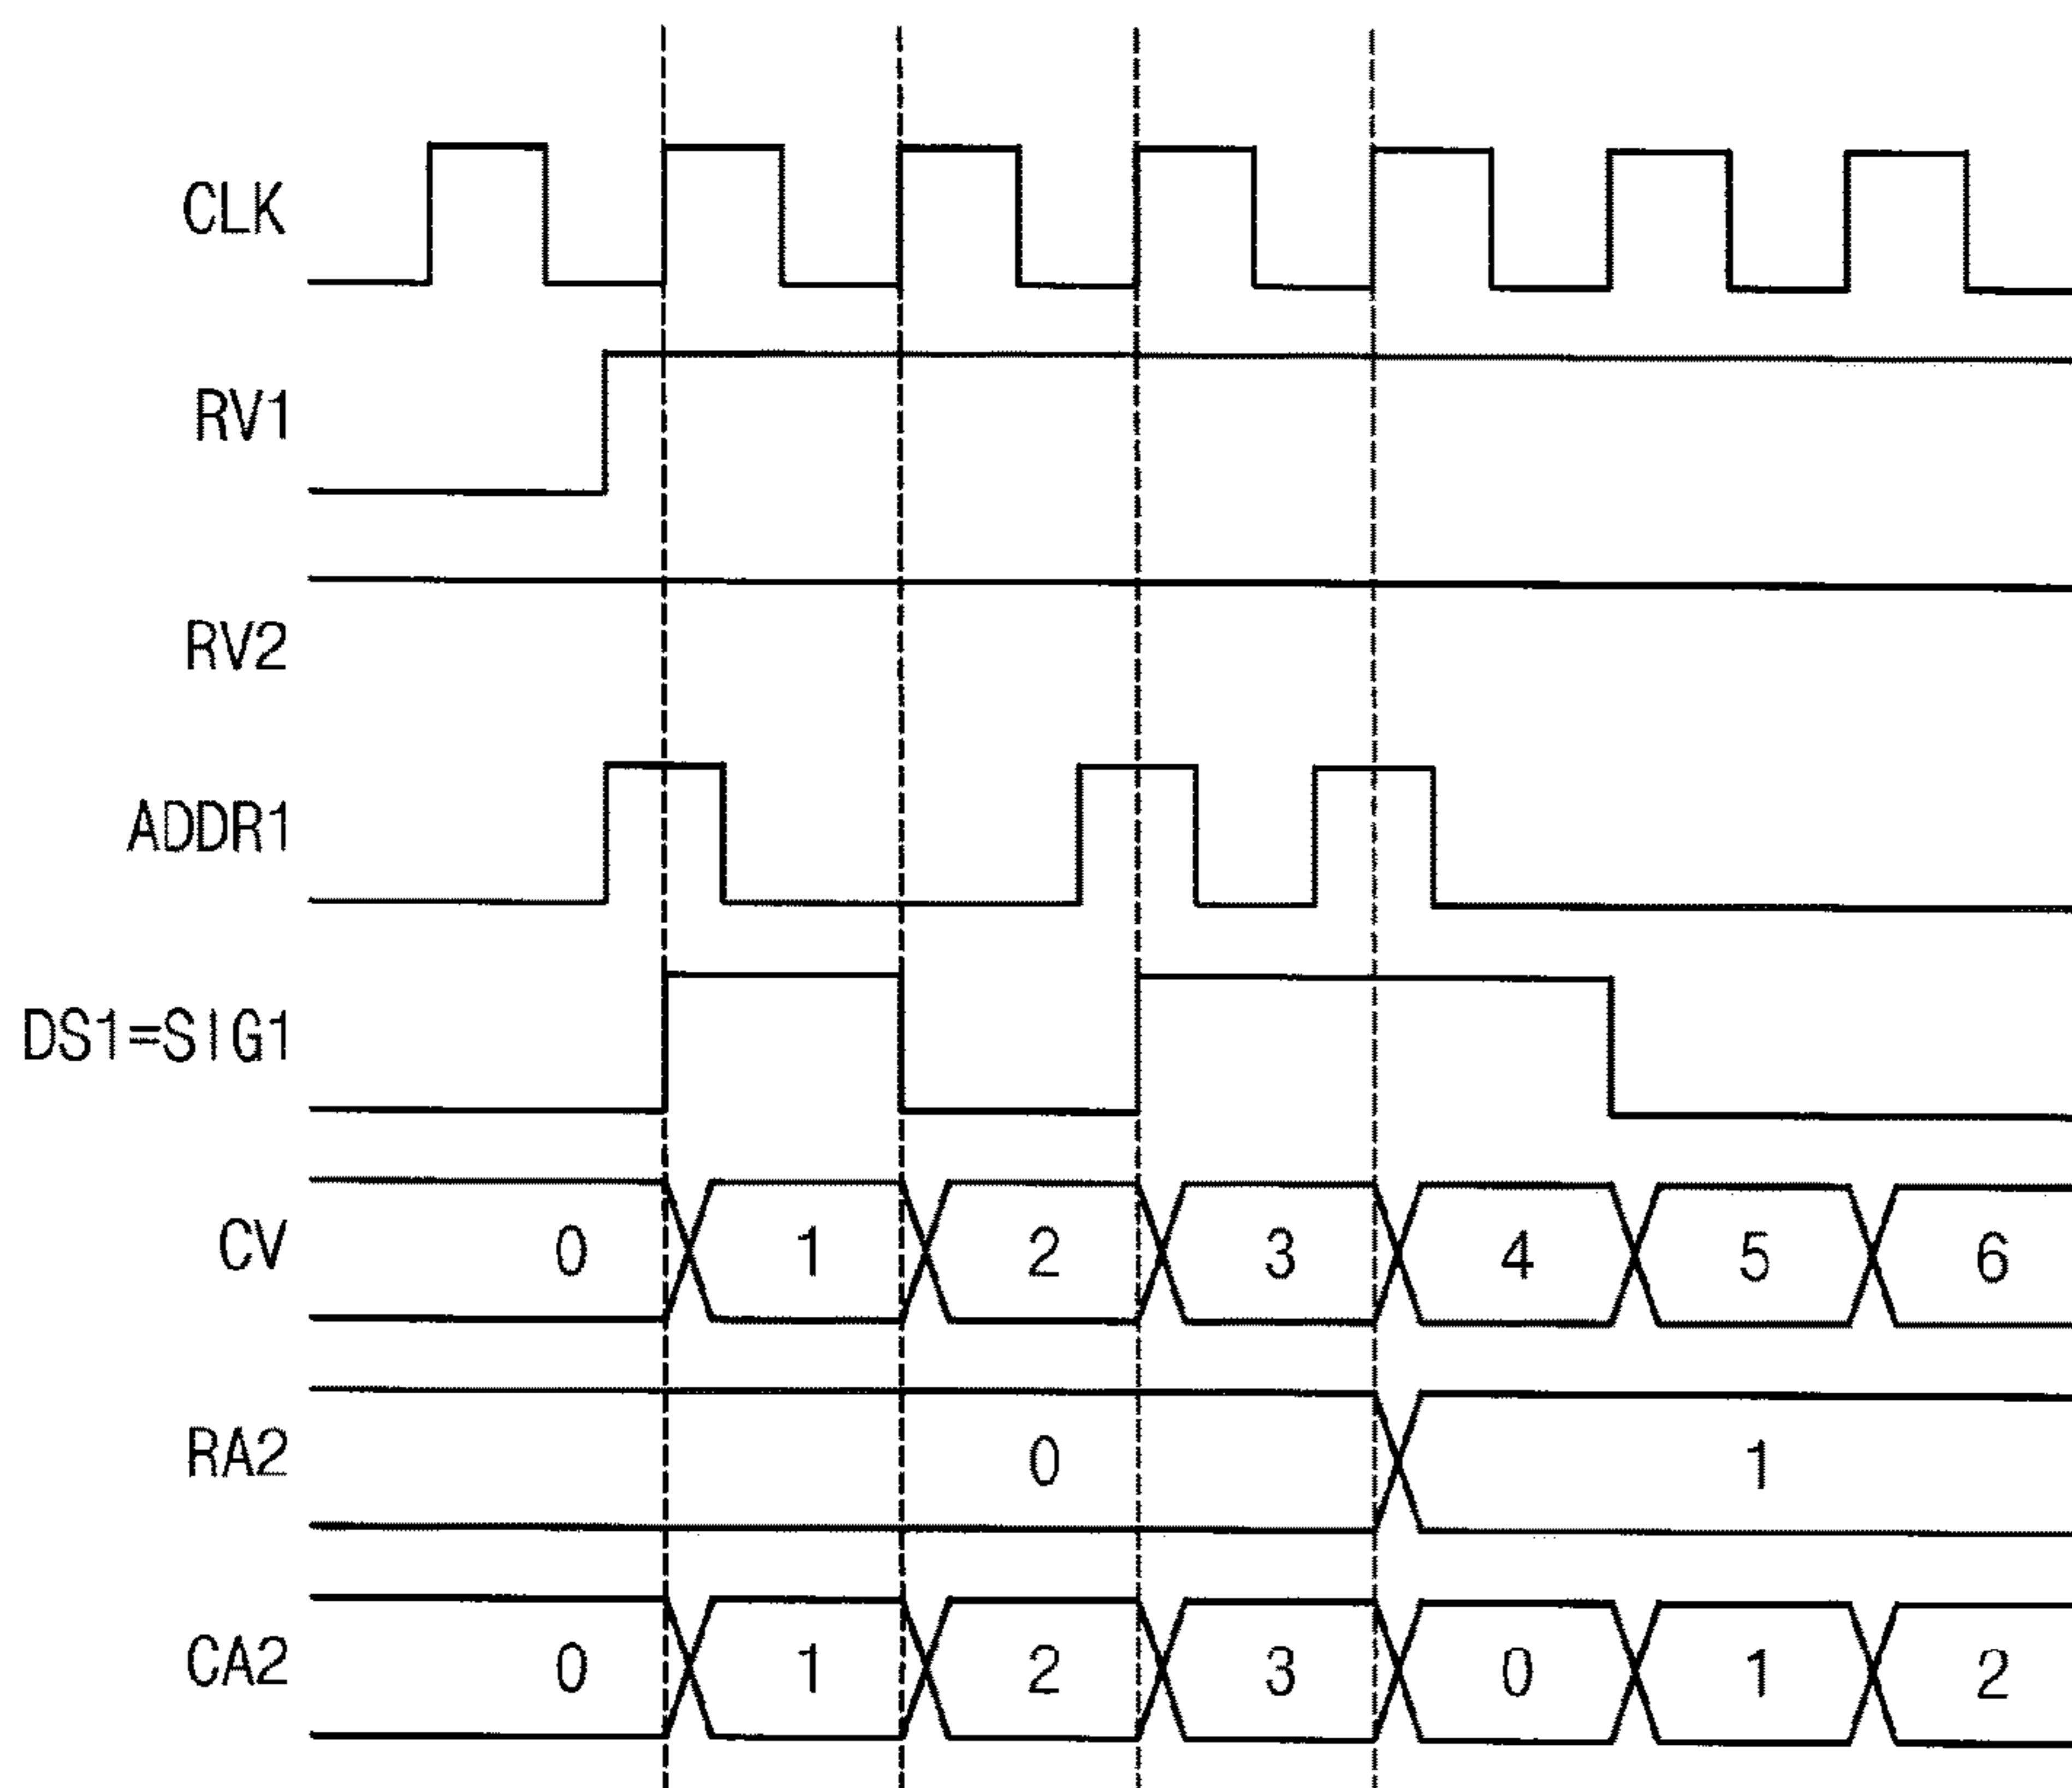 CLK
RV1
RV2
ADDR1
DS1=SIG1
CV 0 1 2 3 4 5 6
RA2 0 1
CA2 0 1 2 3 0 1 2